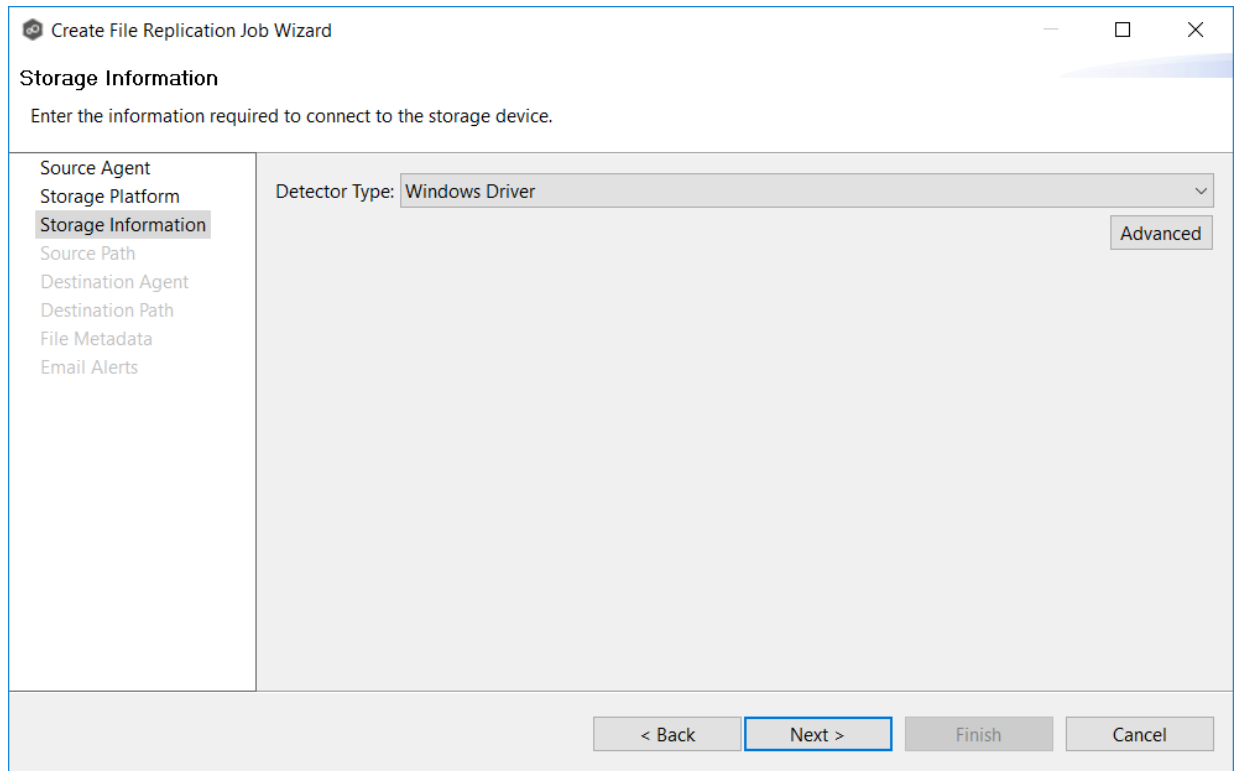 Create File Replication Job Wizard
Storage Information
Enter the information required to connect to the storage device.
Source Agent
Storage Platform
Storage Information
Source Path
Destination Agent
Destination Path
File Metadata
Email Alerts
Detector Type: Windows Driver
Advanced
< Back Next > Finish Cancel